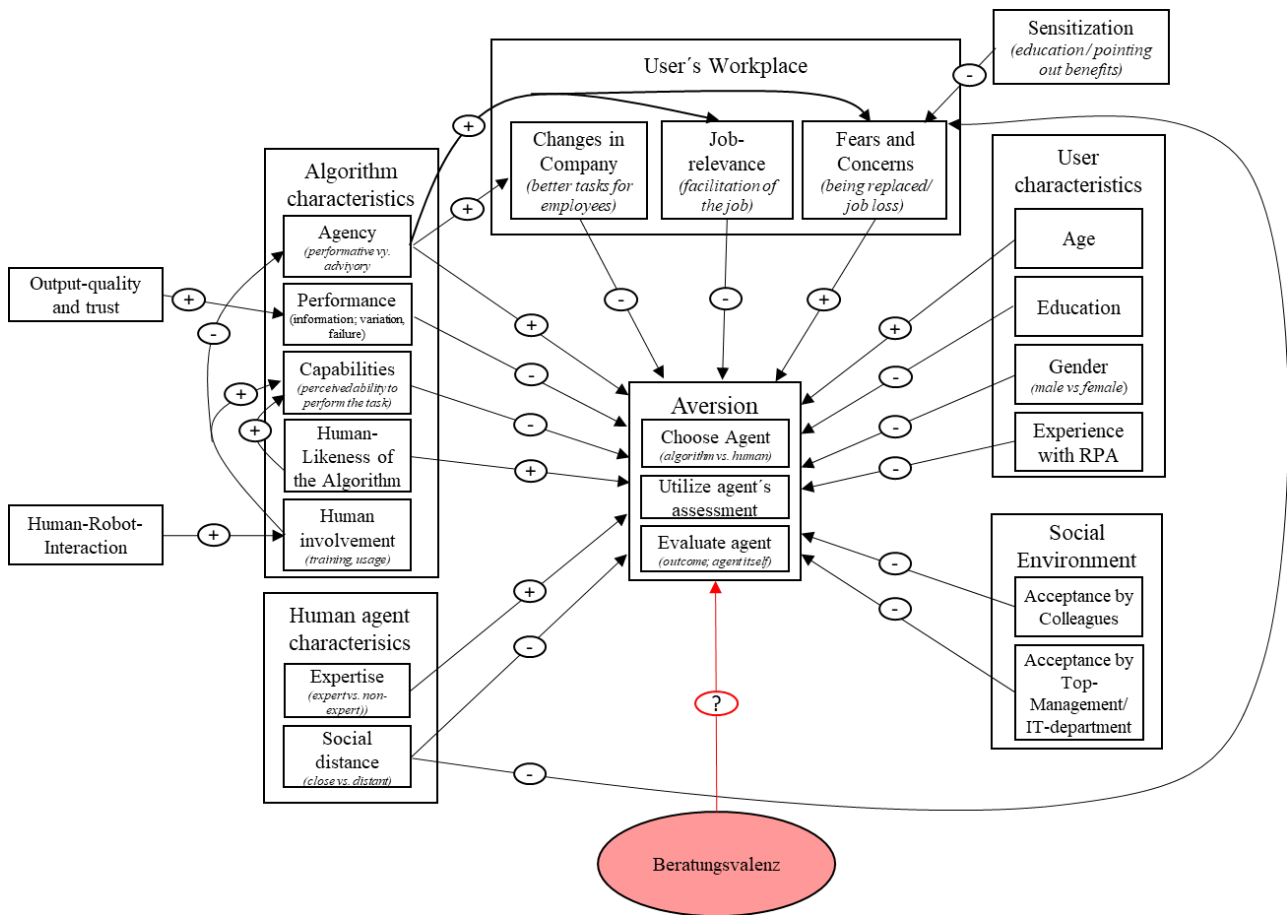 Sensitization
(education / pointing
out benefits)
-
User´s Workplace
+
Changes in
Company
(better tasks for
employees)
Job-
relevance
(facilitation of
the job)
Fears and
Concerns
(being replaced/
job loss)
+
-
-
+
Algorithm
characteristics
Agency
(performative vy.
adviyory
Performance
(information; variation,
failure)
Capabilities
(perceived ability to
perform the task)
Human-
Likeness of
the Algorithm
Human
involvement
(training, usage)
Output-quality
and trust
+
-
+
+
Human-Robot-
Interaction
+
+
-
-
+
Human agent
characterisics
Expertise
(expert vs. non-
expert))
Social
distance
(close vs. distant)
+
-
-
Aversion
Choose Agent
(algorithm vs. human)
Utilize agent´s
assessment
Evaluate agent
(outcome; agent itself)
User
characteristics
Age
Education
Gender
(male vs female)
Experience
with RPA
+
-
-
-
Social
Environment
Acceptance by
Colleagues
Acceptance by
Top-
Management/
IT-department
-
-
?
Beratungsvalenz